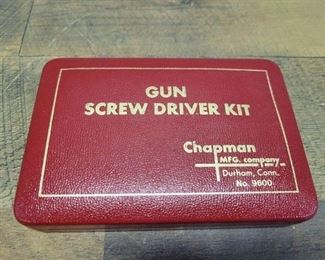 GUN
SCREW DRIVER KIT
Chapman
MFG. company
Durham, Conn.
No. 9600